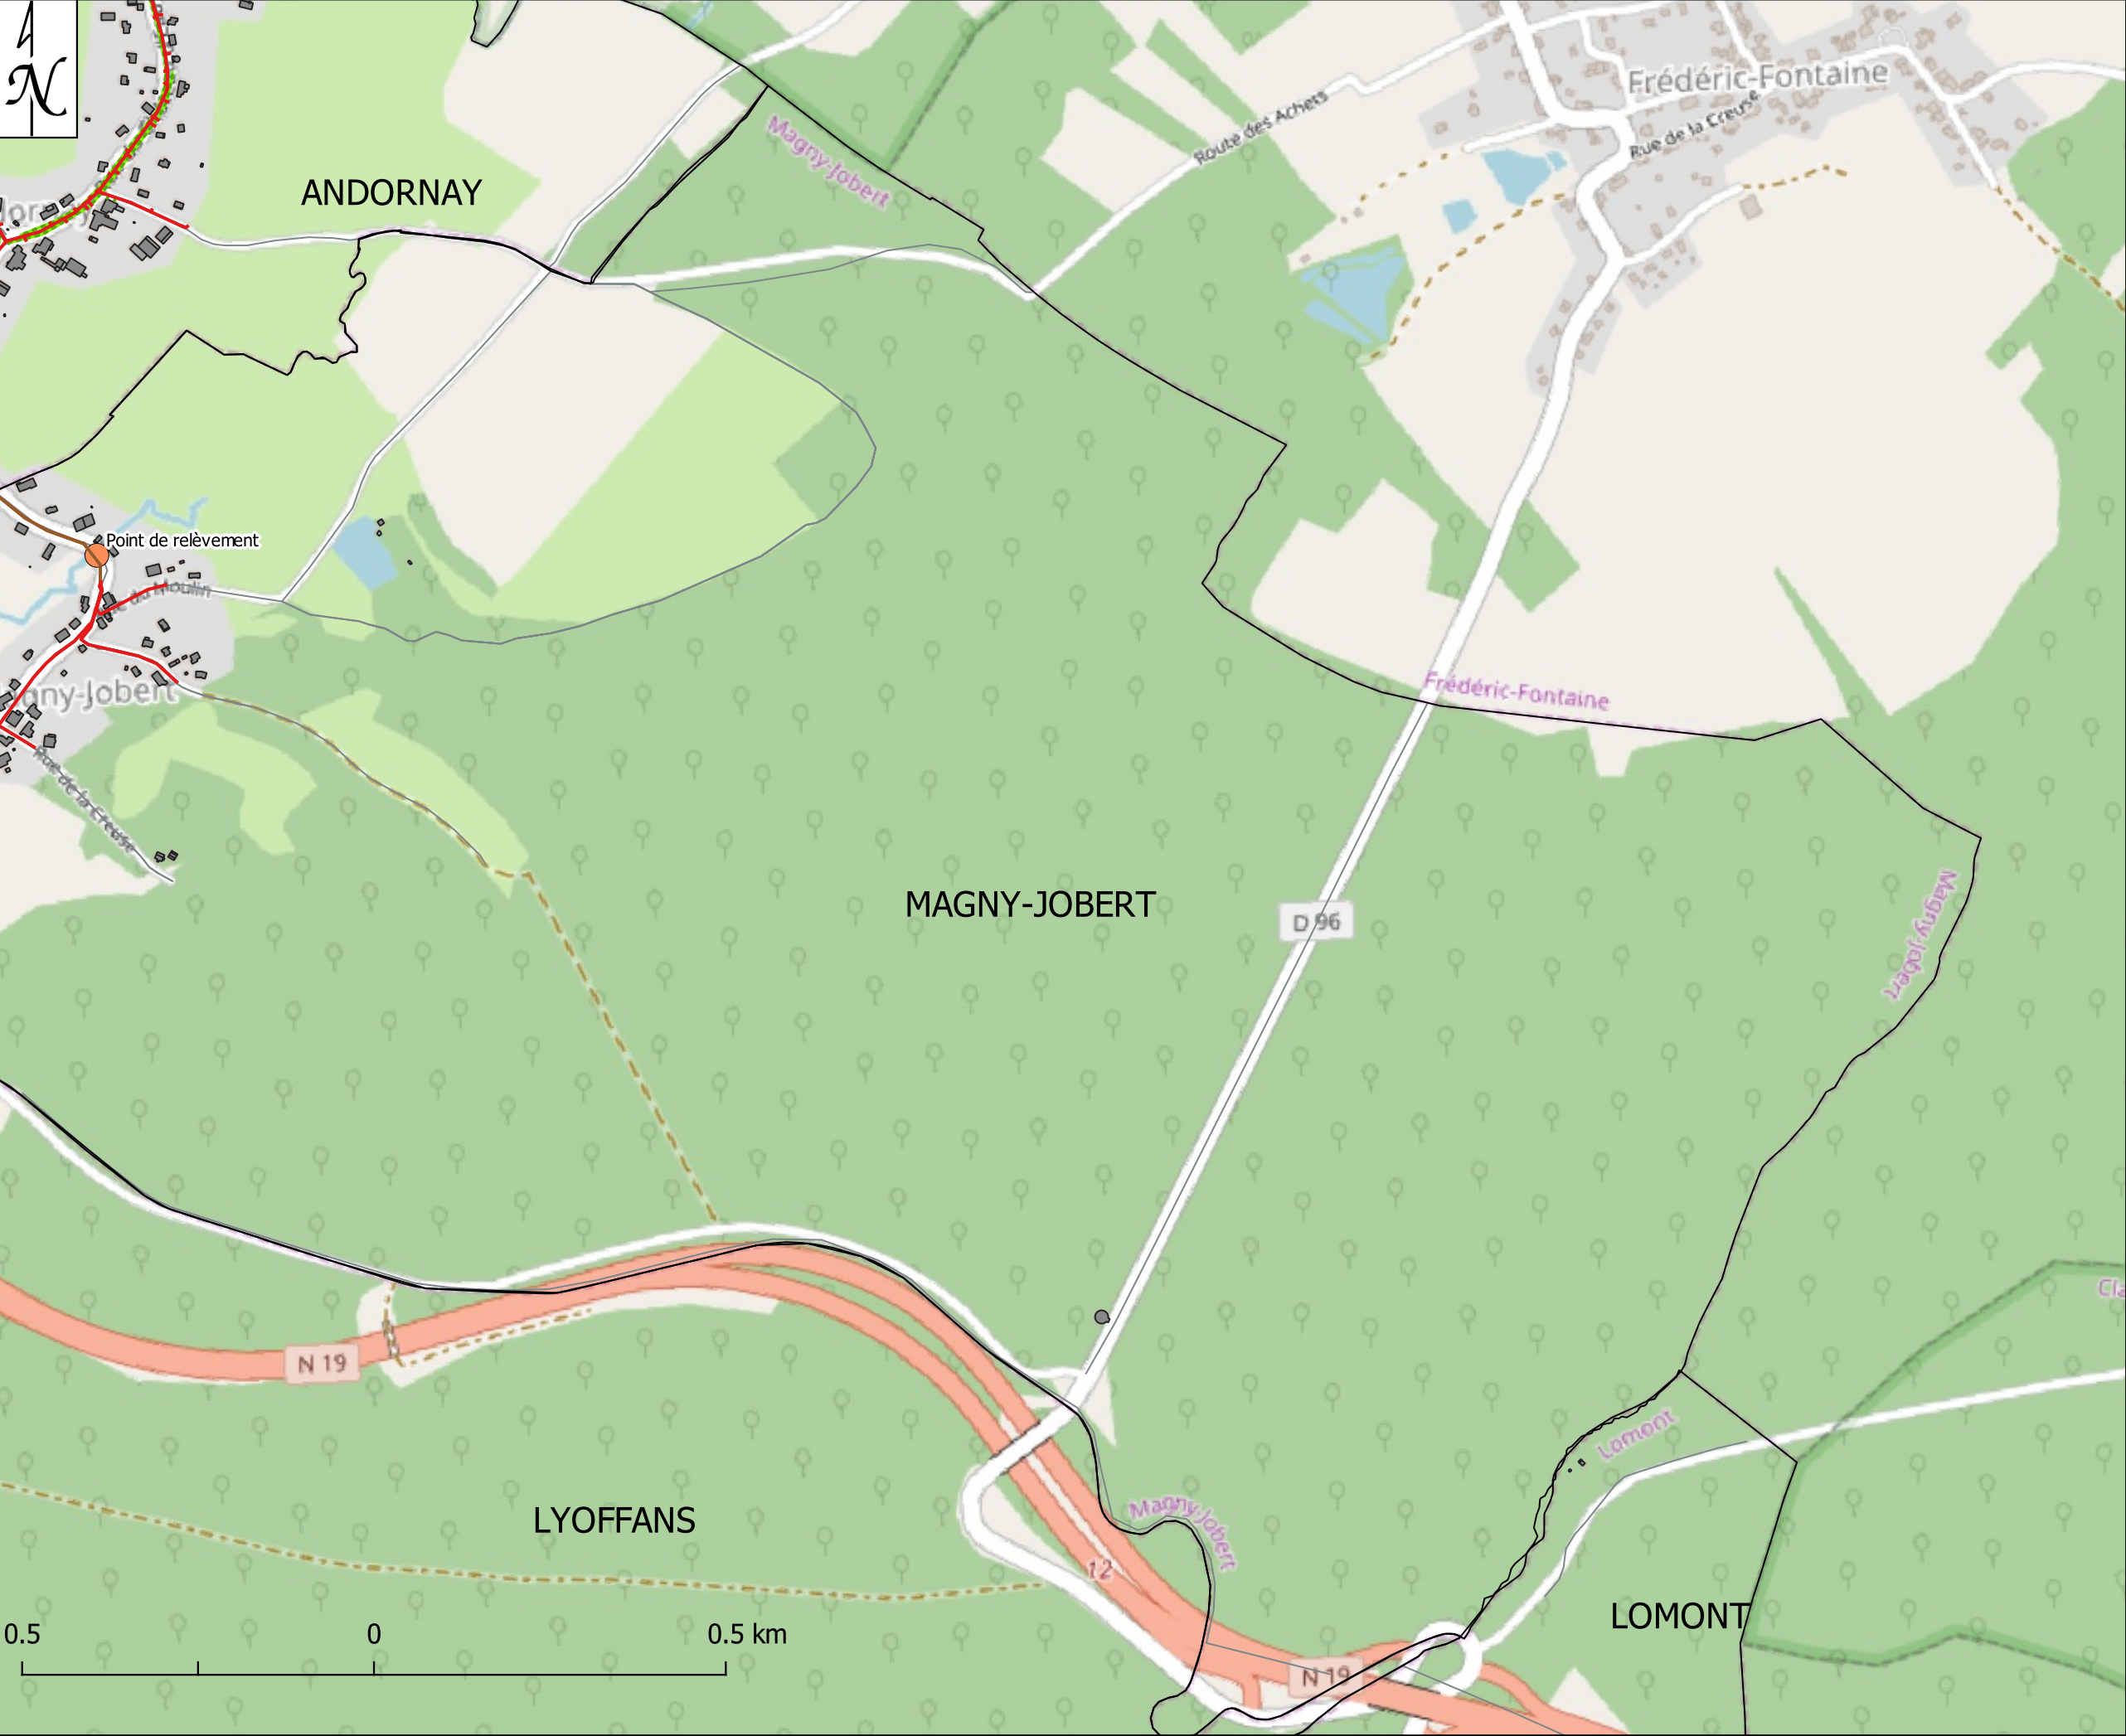 N
Frédéric-Fontaine
Route des Achets
Rue de la Creuse
Magny-Jobert
ANDORNAY
Point de relèvement
Moulin
gny-Jobert
Rue de la Creuse
Frédéric-Fontaine
MAGNY-JOBERT
D 96
Magny-Jobert
Cla
N 19
Lomont
Magny-Jobert
LYOFFANS
12
LOMONT
0.5 0 0.5 km
N 19